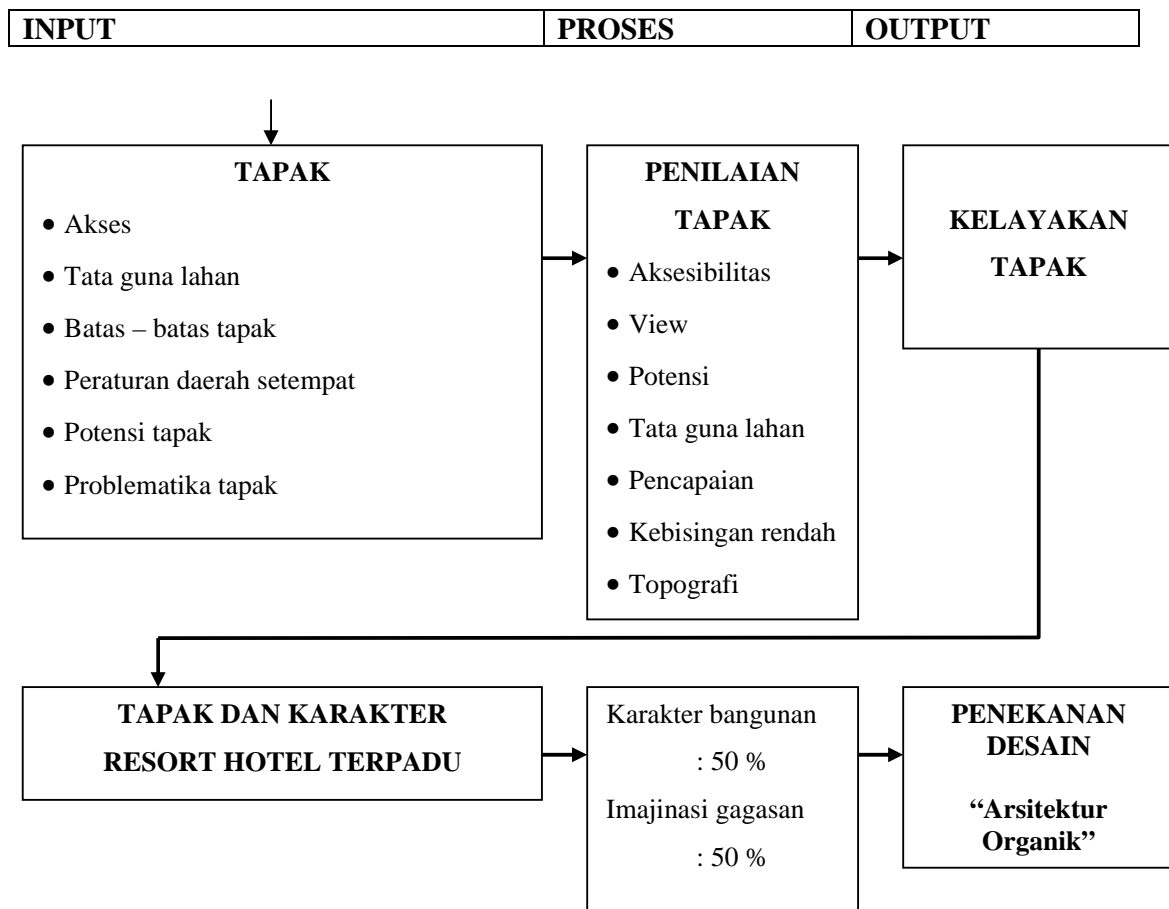 INPUT PROSES OUTPUT
TAPAK
• Akses
• Tata guna lahan
• Batas – batas tapak
• Peraturan daerah setempat
• Potensi tapak
• Problematika tapak
PENILAIAN
TAPAK
• Aksesibilitas
• View
• Potensi
• Tata guna lahan
• Pencapaian
• Kebisingan rendah
• Topografi
KELAYAKAN
TAPAK
TAPAK DAN KARAKTER
RESORT HOTEL TERPADU
Karakter bangunan
: 50 %
Imajinasi gagasan
: 50 %
PENEKANAN
DESAIN
“Arsitektur
Organik”